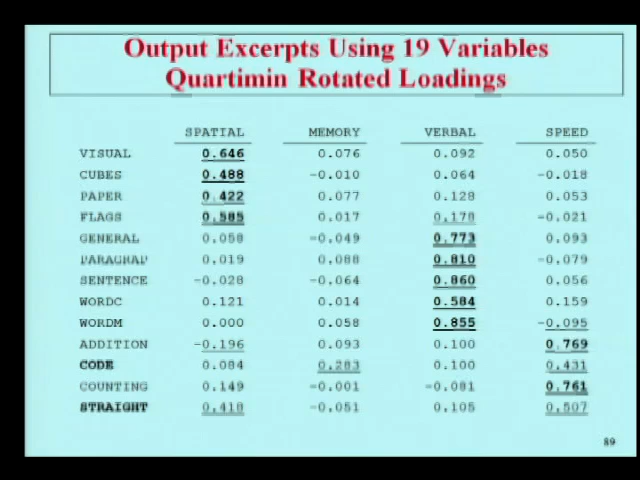 Output Excerpts Using 19 Variables
Quartimin Rotated Loadings
SPATIAL MEMORY VERBAL SPEED
VISUAL 0.646 0.076 0.092 0.050
CUBES 0.488 -0.010 0.064 -0.018
PAPER 0.422 0.077 0.128 0.053
FLAGS 0.585 0.017 0.178 -0.021
GENERAL 0.058 -0.049 0.773 0.093
PARAGRAP 0.019 0.088 0.810 -0.079
SENTENCE -0.028 -0.064 0.860 0.056
WORDC 0.121 0.014 0.584 0.159
WORDM 0.000 0.058 0.855 -0.095
ADDITION -0.196 0.093 0.100 0.769
CODE 0.084 0.283 0.100 0.431
COUNTING 0.149 -0.001 -0.081 0.761
STRAIGHT 0.418 -0.051 0.105 0.507
89